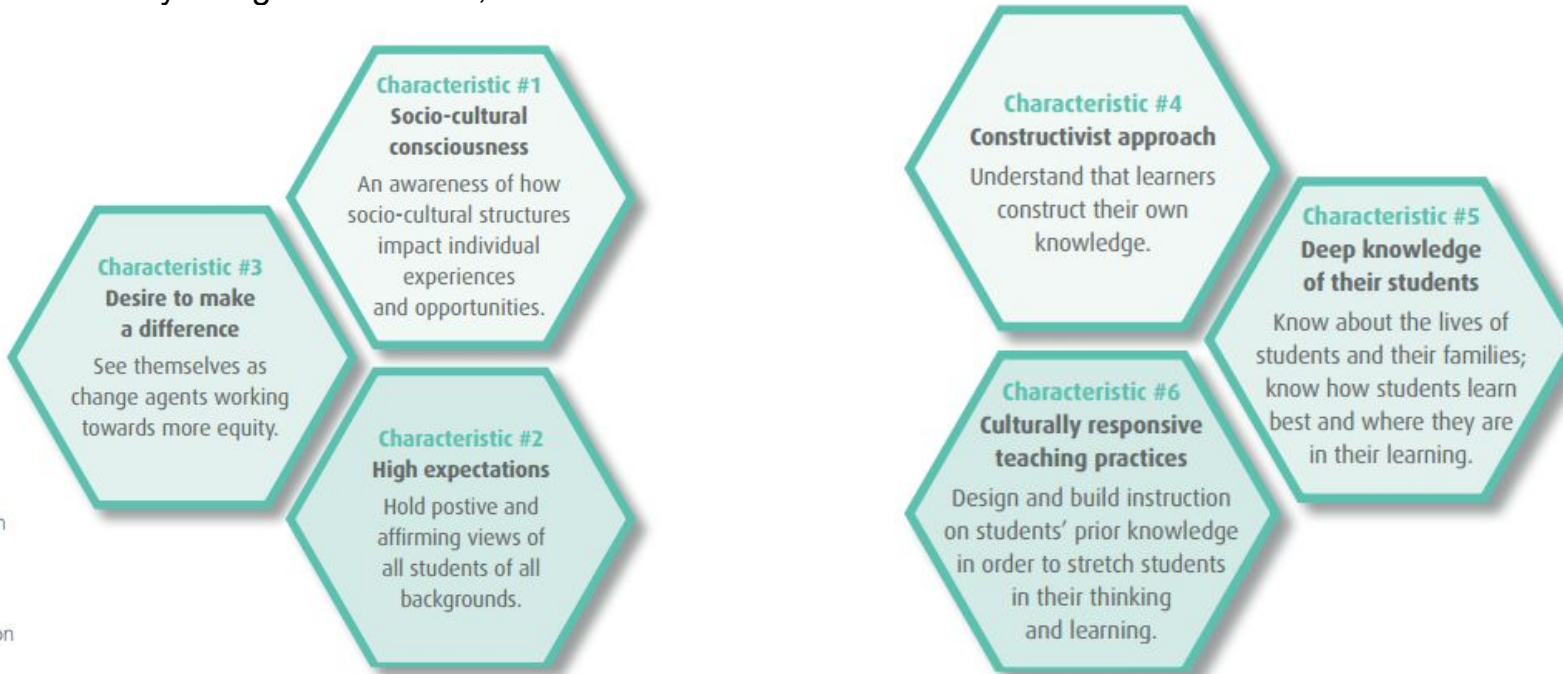 Characteristic #1
Socio-cultural
consciousness
An awareness of how
socio-cultural structures
impact individual
experiences
and opportunities.
Characteristic #3
Desire to make
a difference
See themselves as
change agents working
towards more equity.
Characteristic #2
High expectations
Hold postive and
affirming views of
all students of all
backgrounds.
Characteristic #4
Constructivist approach
Understand that learners
construct their own
knowledge.
Characteristic #5
Deep knowledge
of their students
Know about the lives of
students and their families;
know how students learn
best and where they are
in their learning.
Characteristic #6
Culturally responsive
teaching practices
Design and build instruction
on students' prior knowledge
in order to stretch students
in their thinking
and learning.